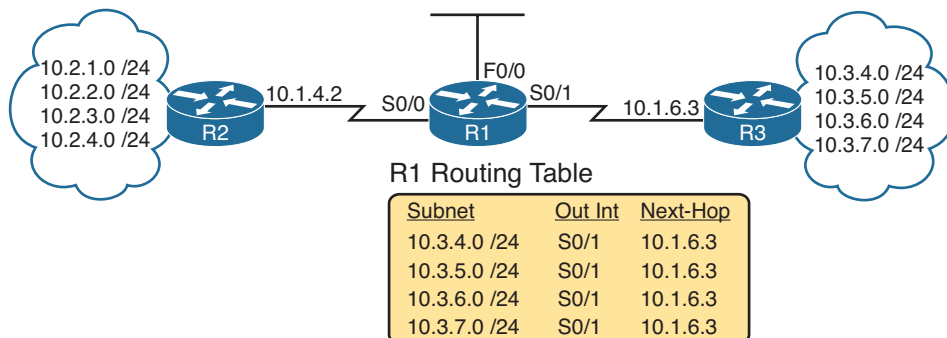 10.2.1.0 /24
10.2.2.0 /24
10.2.3.0 /24
10.2.4.0 /24
R2
10.1.4.2
S0/0
F0/0
R1
S0/1
10.1.6.3
R3
10.3.4.0 /24
10.3.5.0 /24
10.3.6.0 /24
10.3.7.0 /24
R1 Routing Table
Subnet Out Int Next-Hop
10.3.4.0 /24 S0/1 10.1.6.3
10.3.5.0 /24 S0/1 10.1.6.3
10.3.6.0 /24 S0/1 10.1.6.3
10.3.7.0 /24 S0/1 10.1.6.3